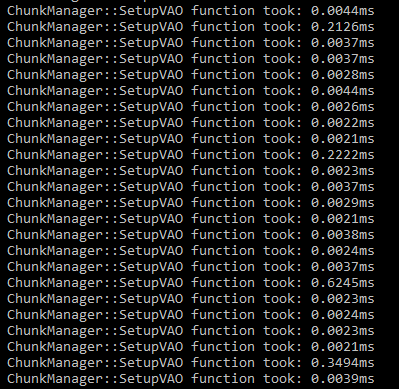 ChunkManager::SetupVAO function took: 0.0044ms
ChunkManager::SetupVAO function took: 0.2126ms
ChunkManager::SetupVAO function took: 0.0037ms
ChunkManager::SetupVAO function took: 0.0037ms
ChunkManager::SetupVAO function took: 0.0028ms
ChunkManager::SetupVAO function took: 0.0044ms
ChunkManager::SetupVAO function took: 0.0026ms
ChunkManager::SetupVAO function took: 0.0022ms
ChunkManager::SetupVAO function took: 0.0021ms
ChunkManager::SetupVAO function took: 0.2222ms
ChunkManager::SetupVAO function took: 0.0023ms
ChunkManager::SetupVAO function took: 0.0037ms
ChunkManager::SetupVAO function took: 0.0029ms
ChunkManager::SetupVAO function took: 0.0021ms
ChunkManager::SetupVAO function took: 0.0038ms
ChunkManager::SetupVAO function took: 0.0024ms
ChunkManager::SetupVAO function took: 0.0037ms
ChunkManager::SetupVAO function took: 0.6245ms
ChunkManager::SetupVAO function took: 0.0023ms
ChunkManager::SetupVAO function took: 0.0024ms
ChunkManager::SetupVAO function took: 0.0023ms
ChunkManager::SetupVAO function took: 0.0021ms
ChunkManager::SetupVAO function took: 0.3494ms
ChunkManager::SetupVAO function took: 0.0039ms